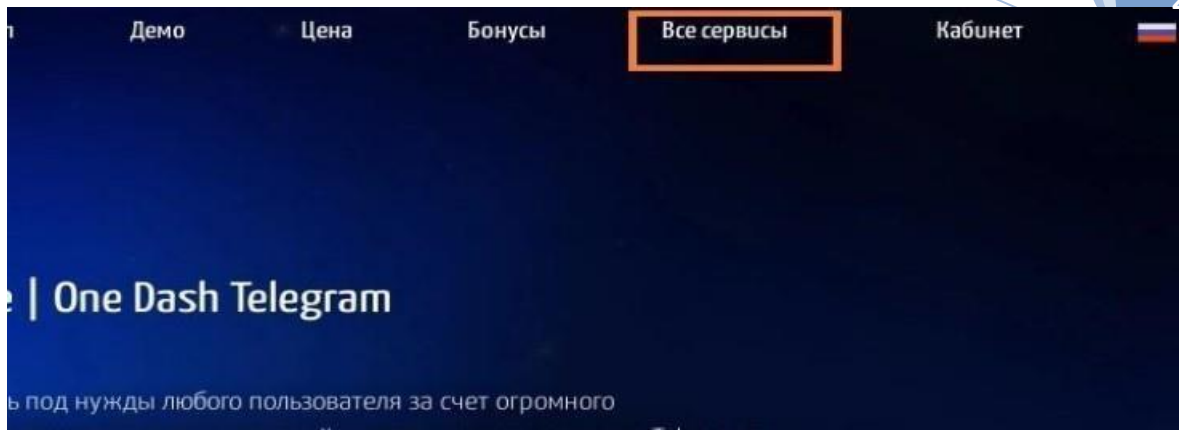 Демо Цена Бонусы Все сервисы Кабинет
| One Dash Telegram
под нужды любого пользователя за счет огромного